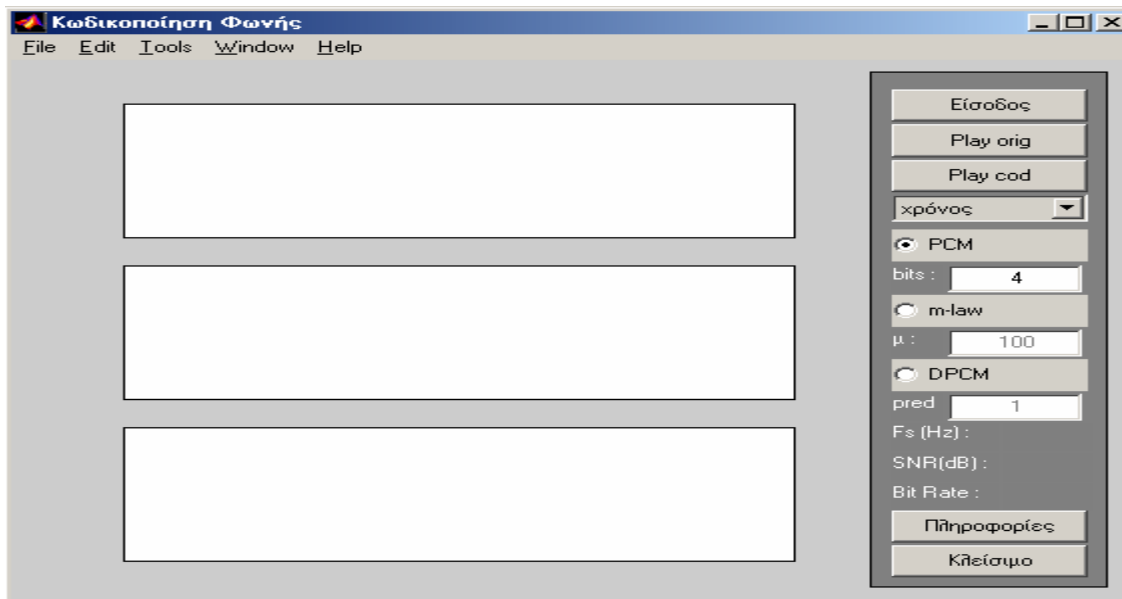 Κωδικοποίηση Φωνής
File Edit Tools Window Help
Είσοδος
Play orig
Play cod
χρόνος
PCM
bits : 4
m-law
μ : 100
DPCM
pred 1
Fs (Hz) :
SNR(dB) :
Bit Rate :
Πληροφορίες
Κλείσιμο